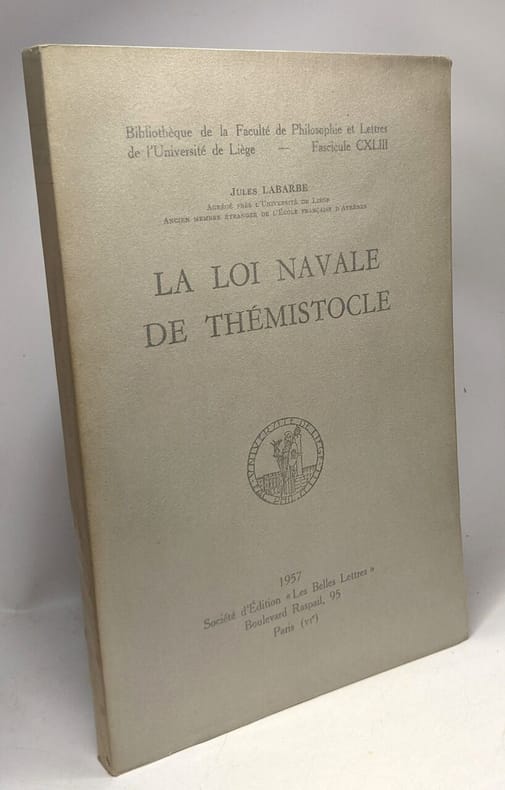 Bibliothèque de la Faculté de Philosophie et Lettres
de l'Université de Liège — Fascicule CXLIII
JULES LABARBE
AGRÉGÉ PRÈS L'UNIVERSITÉ DE LIÈGE
ANCIEN MEMBRE ÉTRANGER DE L'ÉCOLE FRANÇAISE D'ATHÈNES
LA LOI NAVALE
DE THÉMISTOCLE
1957
Société d'Édition « Les Belles Lettres »
Boulevard Raspail, 95
Paris (VIe)